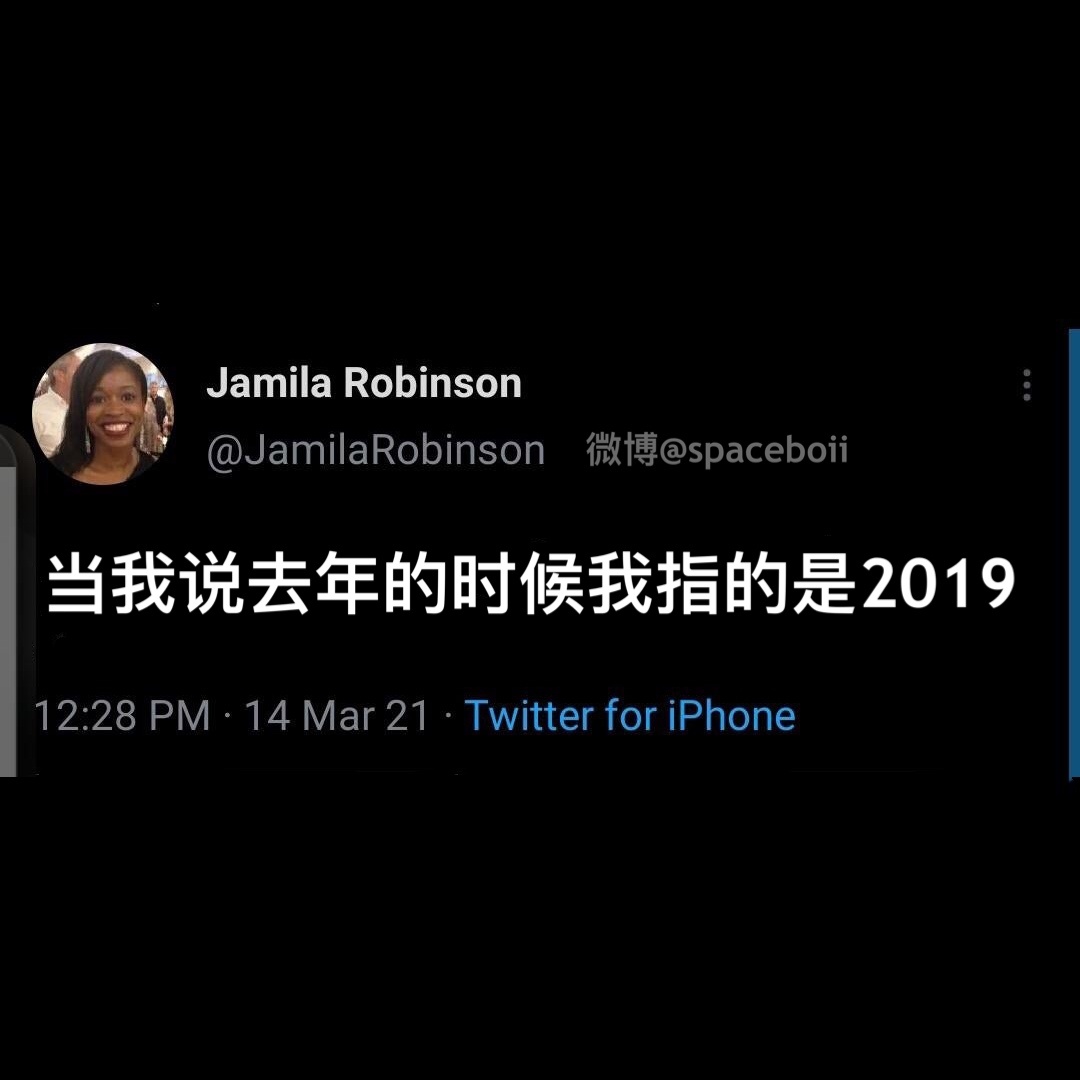 Jamila Robinson
@JamilaRobinson 微博@spaceboii
当我说去年的时候我指的是2019
12:28 PM · 14 Mar 21 · Twitter for iPhone